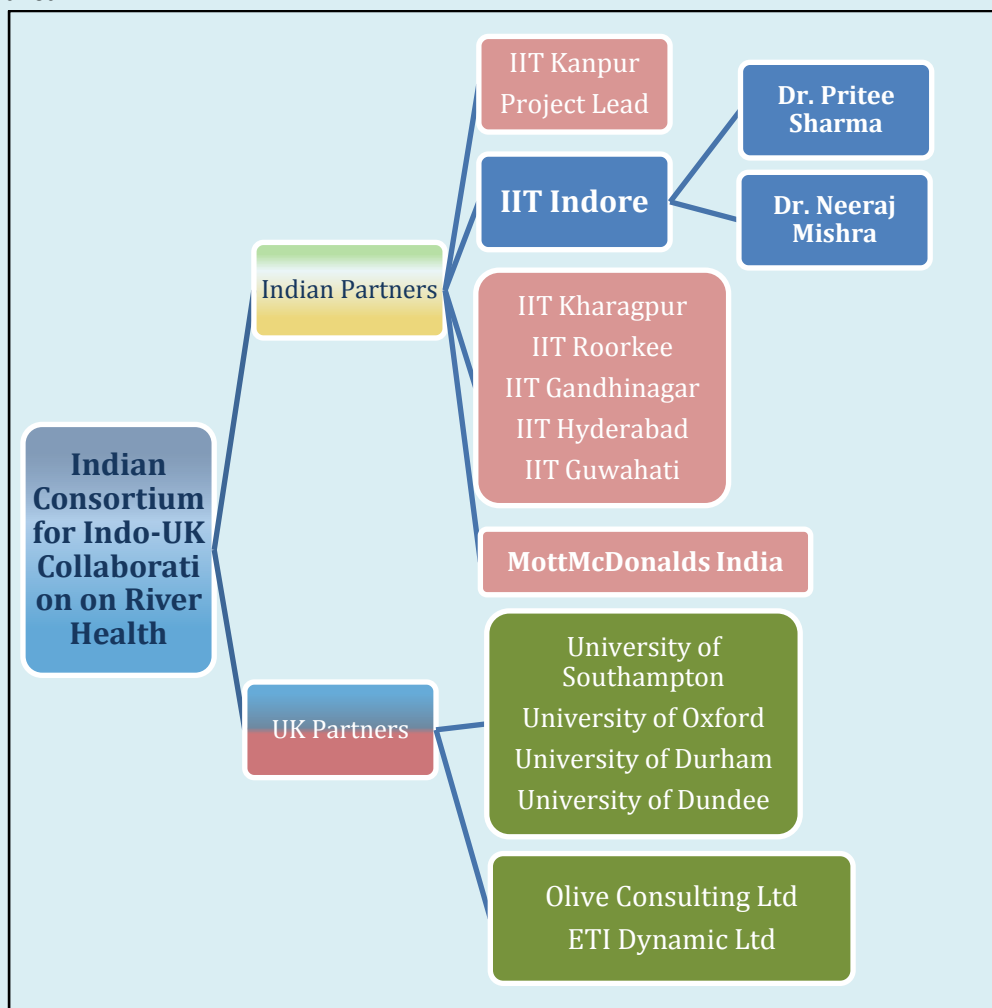 Indian
Consortium
for Indo-UK
Collaborati
on on River
Health
Indian Partners
IIT Kanpur
Project Lead
IIT Indore
Dr. Pritee
Sharma
Dr. Neeraj
Mishra
IIT Kharagpur
IIT Roorkee
IIT Gandhinagar
IIT Hyderabad
IIT Guwahati
MottMcDonalds India
UK Partners
University of
Southampton
University of Oxford
University of Durham
University of Dundee
Olive Consulting Ltd
ETI Dynamic Ltd